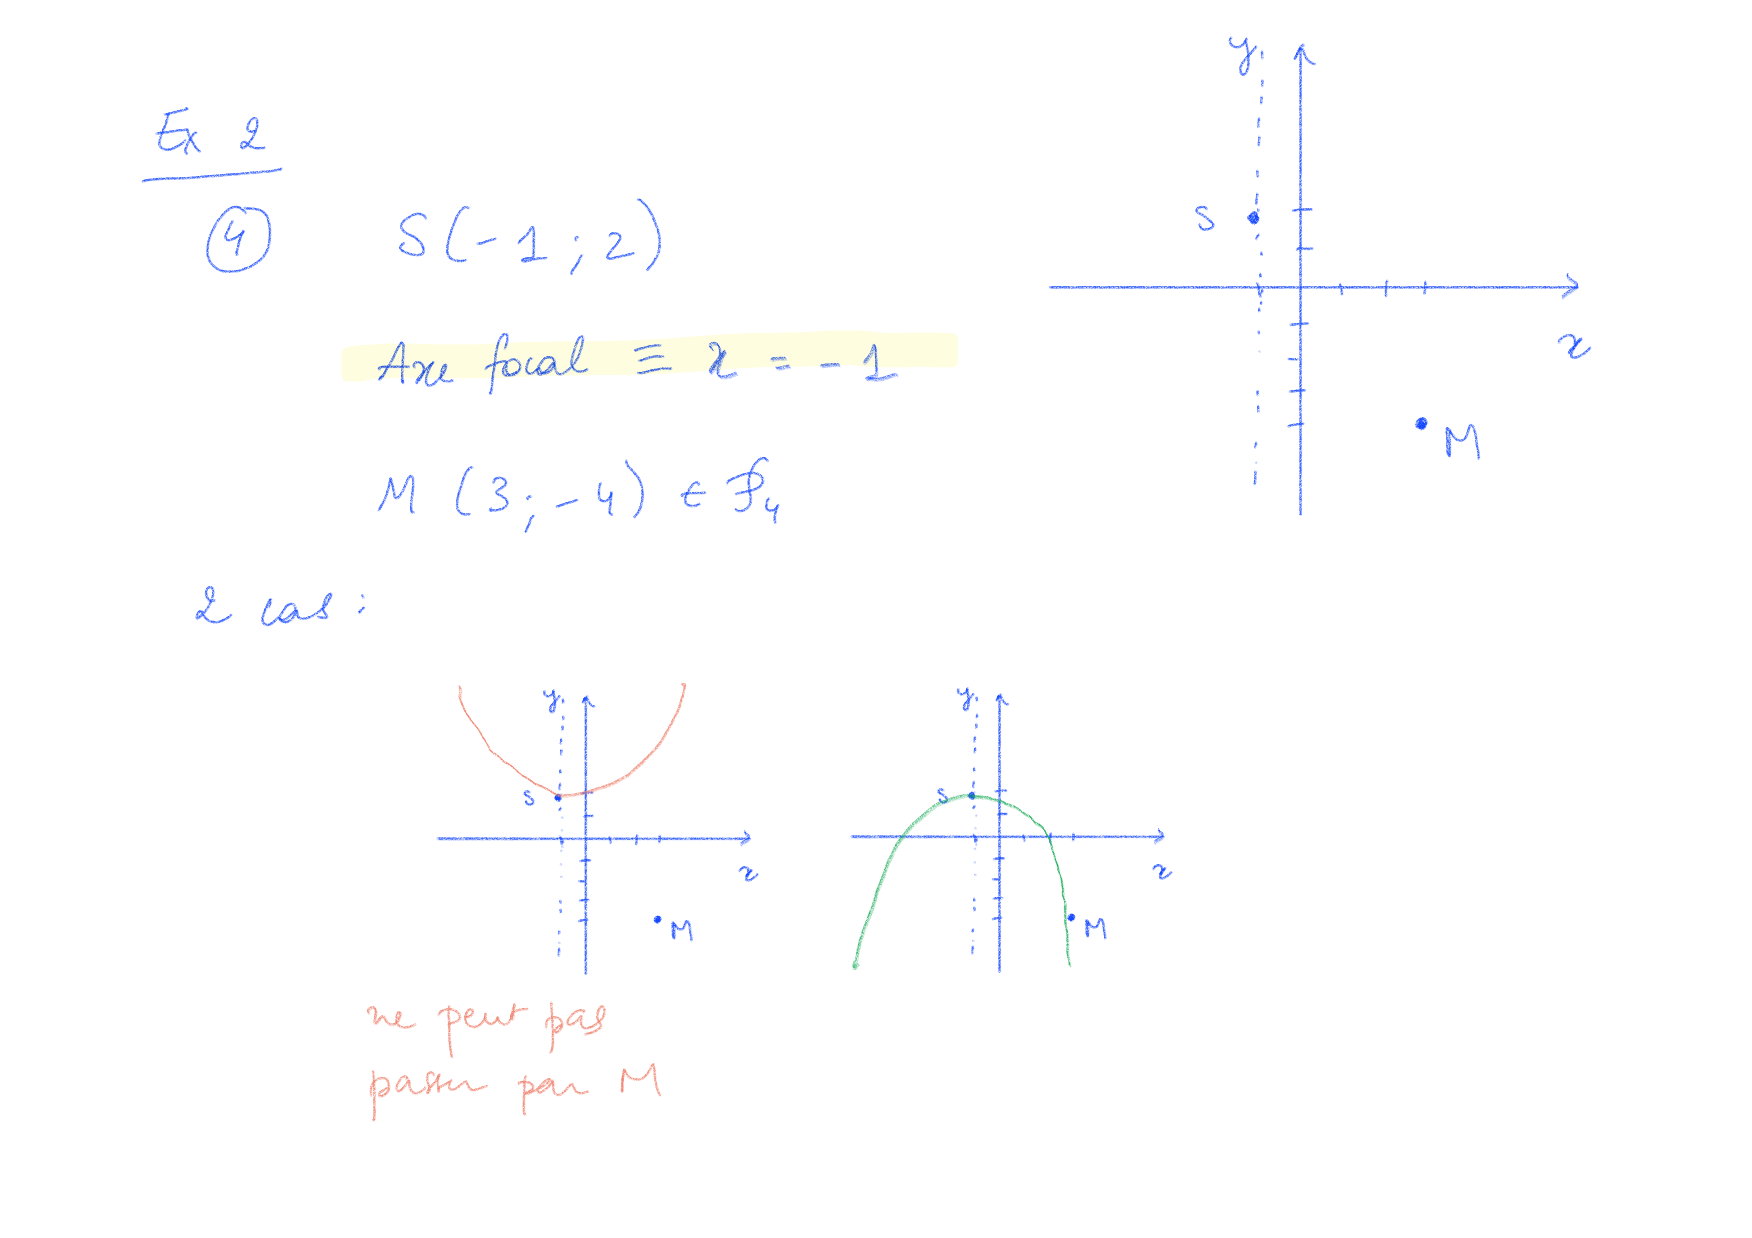 Ex 2
4 S(-1 ; 2)
Axe focal ≡ x = -1
M (3 ; -4) ∈ 𝒫₄
y
S
x
M
2 cas :
y
S
x
M
y
S
x
M
ne peut pas
passer par M